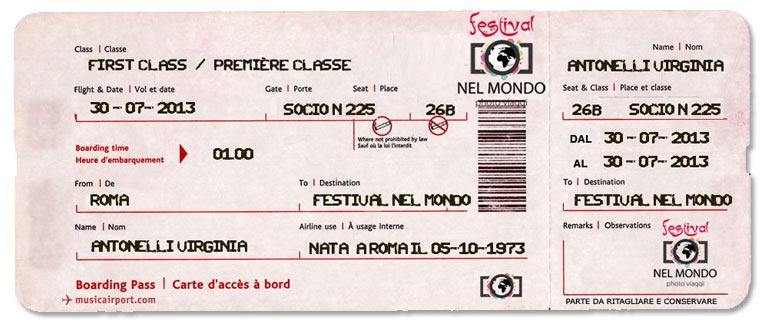 Festival
NEL MONDO
photo viaggi
Class | Classe
FIRST CLASS / PREMIÈRE CLASSE
Flight & Date | Vol et date
Gate | Porte
Seat | Place
30-07-2013
SOCIO N 225
26B
Where not prohibited by law
Sauf où la loi l'interdit
Boarding time
Heure d'embarquement
01.00
From | De
To | Destination
ROMA
FESTIVAL NEL MONDO
Name | Nom
Airline use | À usage interne
ANTONELLI VIRGINIA
NATA A ROMA IL 05-10-1973
Boarding Pass | Carte d'accès à bord
musicairport.com
Name | Nom
ANTONELLI VIRGINIA
Seat & Class | Place et classe
26B SOCIO N 225
DAL 30-07-2013
AL 30-07-2013
To | Destination
FESTIVAL NEL MONDO
Remarks | Observations
Festival
NEL MONDO
photo viaggi
PARTE DA RITAGLIARE E CONSERVARE